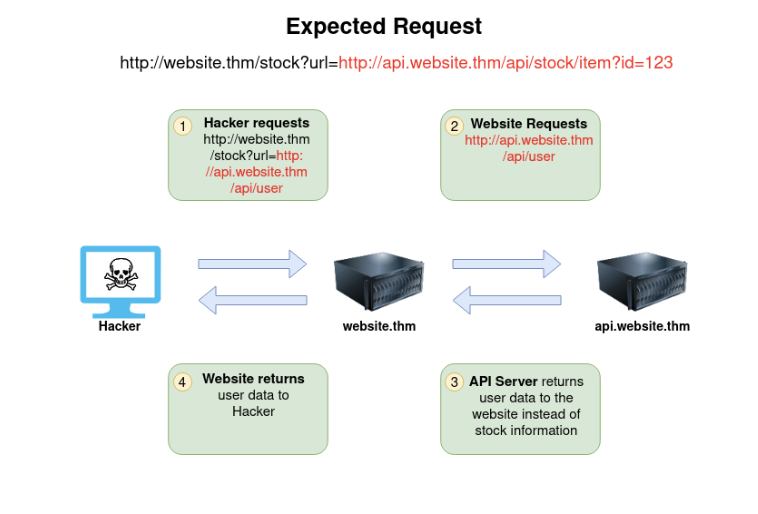 Expected Request
http://website.thm/stock?url=http://api.website.thm/api/stock/item?id=123
1
Hacker requests
http://website.thm
/stock?url=http:
//api.website.thm
/api/user
2
Website Requests
http://api.website.thm
/api/user
Hacker
website.thm
api.website.thm
4
Website returns
user data to
Hacker
3
API Server returns
user data to the
website instead of
stock information